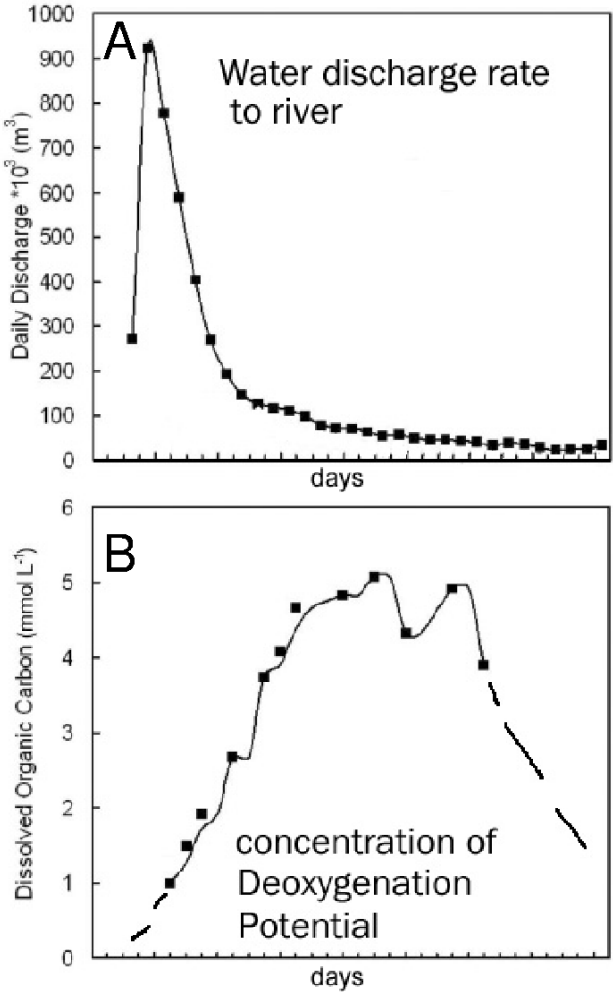 A
Water discharge rate
to river
Daily Discharge *10³ (m³)
1000
900
800
700
600
500
400
300
200
100
0
days
B
Dissolved Organic Carbon (mmol L⁻¹)
6
5
4
3
2
1
0
concentration of
Deoxygenation
Potential
days